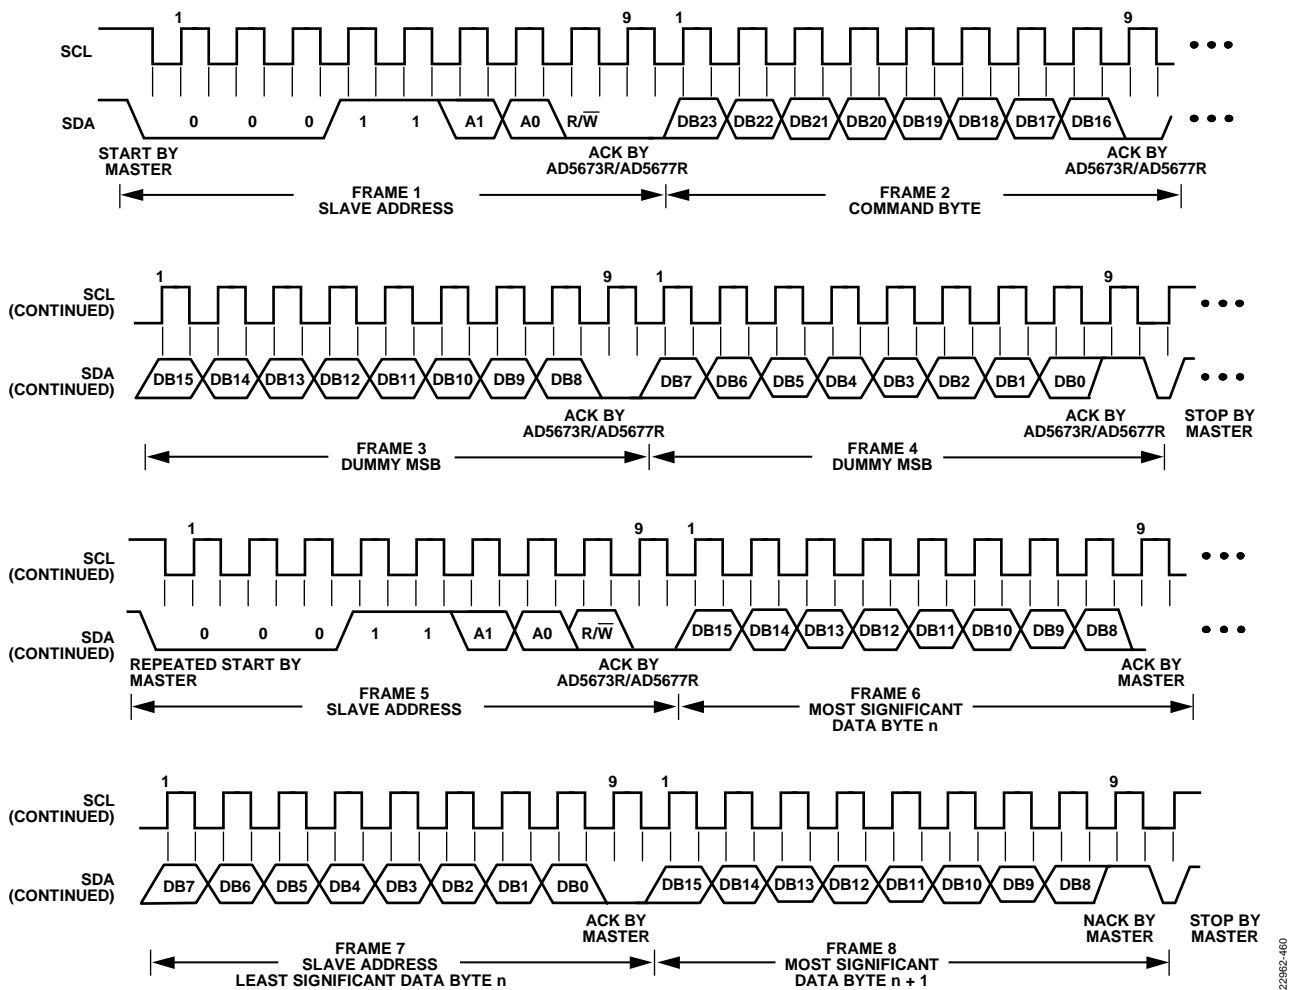 1 9 1 9
SCL
SDA 0 0 0 1 1 A1 A0 R/W̅ DB23 DB22 DB21 DB20 DB19 DB18 DB17 DB16
START BY
MASTER
ACK BY
AD5673R/AD5677R
ACK BY
AD5673R/AD5677R
FRAME 1
SLAVE ADDRESS
FRAME 2
COMMAND BYTE
1 9 1 9
SCL
(CONTINUED)
SDA
(CONTINUED)
DB15 DB14 DB13 DB12 DB11 DB10 DB9 DB8 DB7 DB6 DB5 DB4 DB3 DB2 DB1 DB0
ACK BY
AD5673R/AD5677R
ACK BY
AD5673R/AD5677R
STOP BY
MASTER
FRAME 3
DUMMY MSB
FRAME 4
DUMMY MSB
1 9 1 9
SCL
(CONTINUED)
SDA
(CONTINUED)
0 0 0 1 1 A1 A0 R/W̅ DB15 DB14 DB13 DB12 DB11 DB10 DB9 DB8
REPEATED START BY
MASTER
ACK BY
AD5673R/AD5677R
ACK BY
MASTER
FRAME 5
SLAVE ADDRESS
FRAME 6
MOST SIGNIFICANT
DATA BYTE n
1 9 1 9
SCL
(CONTINUED)
SDA
(CONTINUED)
DB7 DB6 DB5 DB4 DB3 DB2 DB1 DB0 DB15 DB14 DB13 DB12 DB11 DB10 DB9 DB8
ACK BY
MASTER
NACK BY
MASTER
STOP BY
MASTER
FRAME 7
SLAVE ADDRESS
LEAST SIGNIFICANT DATA BYTE n
FRAME 8
MOST SIGNIFICANT
DATA BYTE n + 1
22962-460